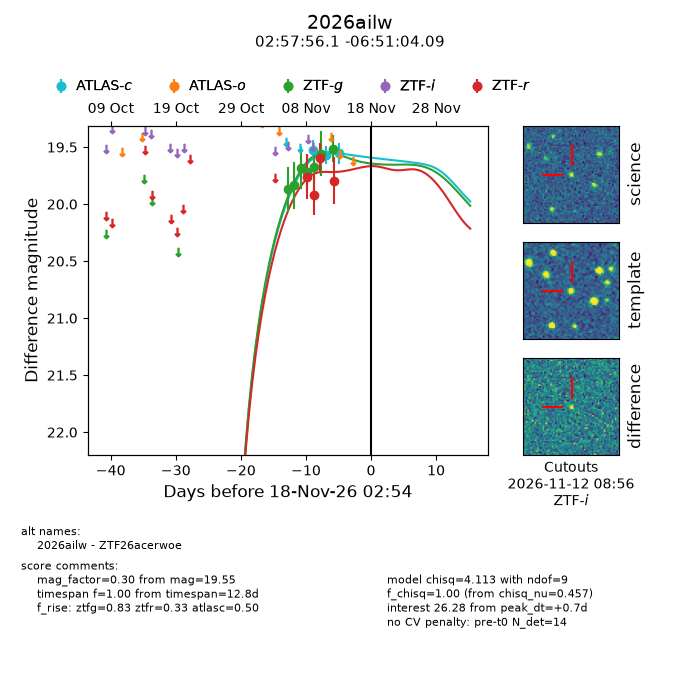 2026ailw
02:57:56.1 -06:51:04.09
ATLAS-c ATLAS-o ZTF-g ZTF-i ZTF-r
09 Oct 19 Oct 29 Oct 08 Nov 18 Nov 28 Nov
19.5
20.0
20.5
21.0
21.5
22.0
Difference magnitude
−40 −30 −20 −10 0 10
Days before 18-Nov-26 02:54
science
template
difference
Cutouts
2026-11-12 08:56
ZTF-i
alt names:
2026ailw - ZTF26acerwoe
score comments:
mag_factor=0.30 from mag=19.55
timespan f=1.00 from timespan=12.8d
f_rise: ztfg=0.83 ztfr=0.33 atlasc=0.50
model chisq=4.113 with ndof=9
f_chisq=1.00 (from chisq_nu=0.457)
interest 26.28 from peak_dt=+0.7d
no CV penalty: pre-t0 N_det=14